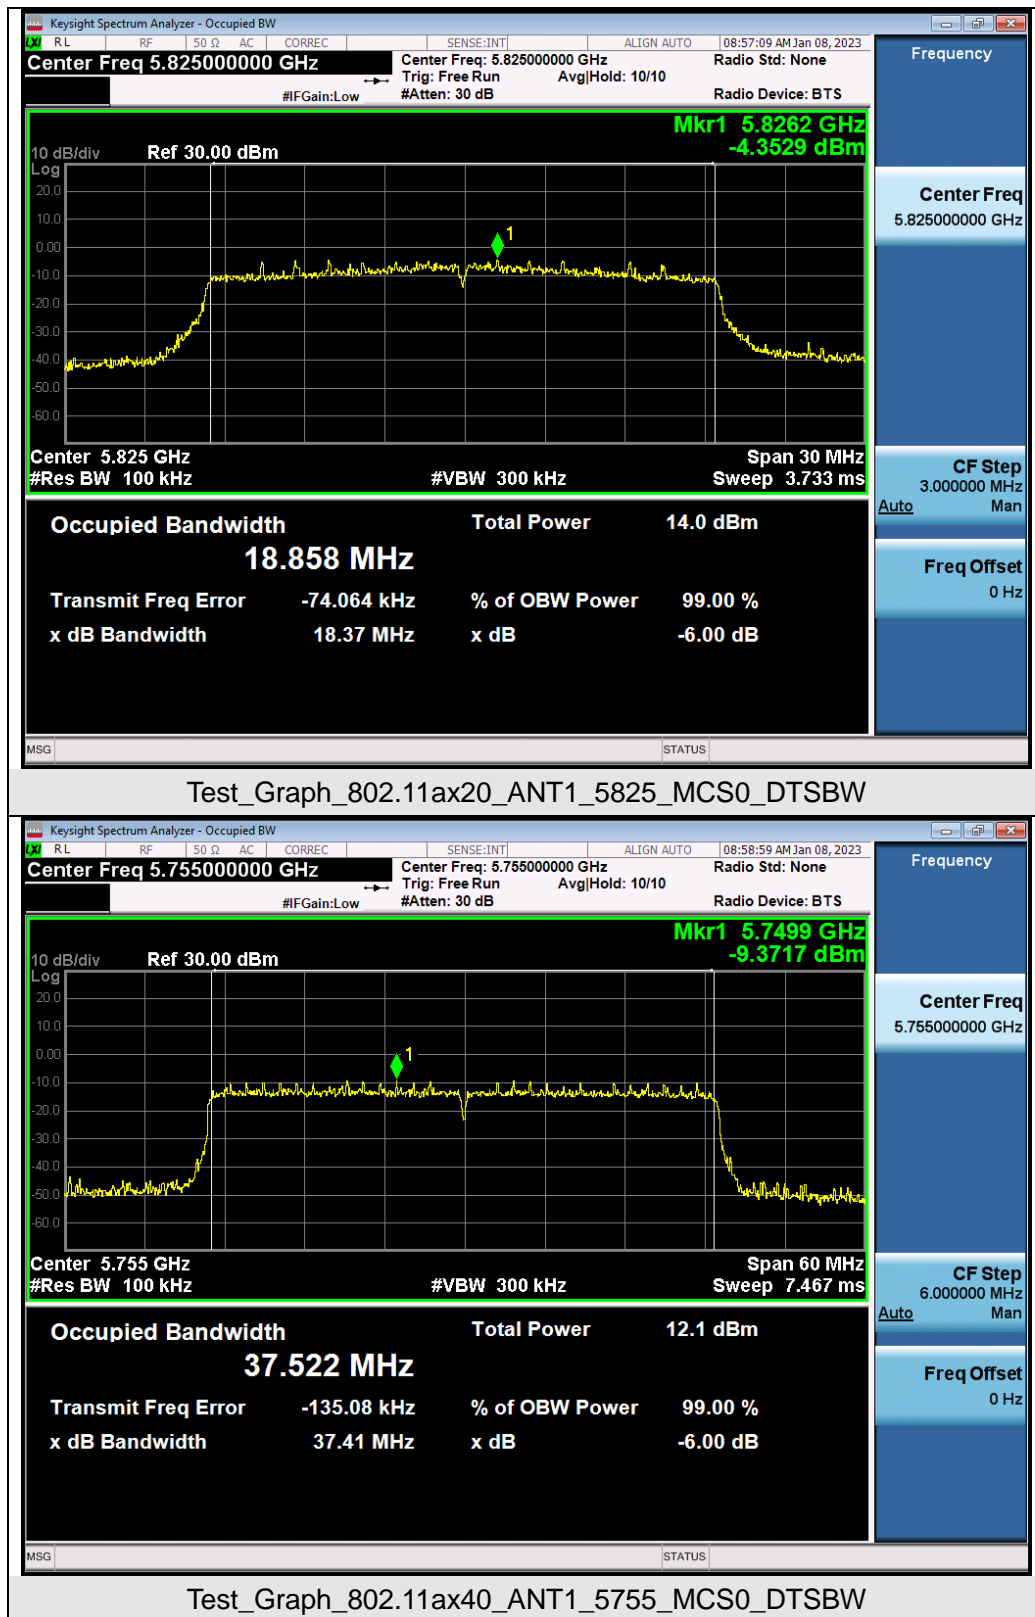 Keysight Spectrum Analyzer - Occupied BW
LXI RL RF 50 Ω AC CORREC SENSE:INT ALIGN AUTO 08:57:09 AM Jan 08, 2023
Center Freq 5.825000000 GHz
Center Freq: 5.825000000 GHz Radio Std: None
Trig: Free Run Avg|Hold: 10/10
#IFGain:Low #Atten: 30 dB Radio Device: BTS
Frequency
Mkr1 5.8262 GHz
-4.3529 dBm
10 dB/div Ref 30.00 dBm
Log
20.0
10.0
0.00
-10.0
-20.0
-30.0
-40.0
-50.0
-60.0
1
Center 5.825 GHz Span 30 MHz
#Res BW 100 kHz #VBW 300 kHz Sweep 3.733 ms
Center Freq
5.825000000 GHz
CF Step
3.000000 MHz
Auto Man
Freq Offset
0 Hz
Occupied Bandwidth Total Power 14.0 dBm
18.858 MHz
Transmit Freq Error -74.064 kHz % of OBW Power 99.00 %
x dB Bandwidth 18.37 MHz x dB -6.00 dB
MSG STATUS
Test_Graph_802.11ax20_ANT1_5825_MCS0_DTSBW
Keysight Spectrum Analyzer - Occupied BW
LXI RL RF 50 Ω AC CORREC SENSE:INT ALIGN AUTO 08:58:59 AM Jan 08, 2023
Center Freq 5.755000000 GHz
Center Freq: 5.755000000 GHz Radio Std: None
Trig: Free Run Avg|Hold: 10/10
#IFGain:Low #Atten: 30 dB Radio Device: BTS
Frequency
Mkr1 5.7499 GHz
-9.3717 dBm
10 dB/div Ref 30.00 dBm
Log
20.0
10.0
0.00
-10.0
-20.0
-30.0
-40.0
-50.0
-60.0
1
Center 5.755 GHz Span 60 MHz
#Res BW 100 kHz #VBW 300 kHz Sweep 7.467 ms
Center Freq
5.755000000 GHz
CF Step
6.000000 MHz
Auto Man
Freq Offset
0 Hz
Occupied Bandwidth Total Power 12.1 dBm
37.522 MHz
Transmit Freq Error -135.08 kHz % of OBW Power 99.00 %
x dB Bandwidth 37.41 MHz x dB -6.00 dB
MSG STATUS
Test_Graph_802.11ax40_ANT1_5755_MCS0_DTSBW